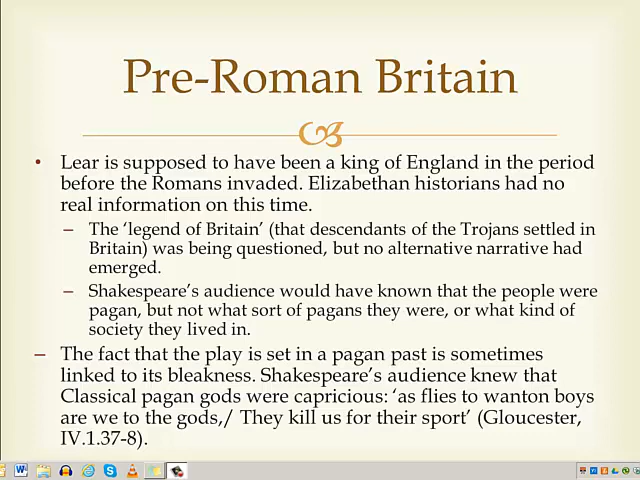 Pre-Roman Britain
• Lear is supposed to have been a king of England in the period
before the Romans invaded. Elizabethan historians had no
real information on this time.
– The ‘legend of Britain’ (that descendants of the Trojans settled in
Britain) was being questioned, but no alternative narrative had
emerged.
– Shakespeare’s audience would have known that the people were
pagan, but not what sort of pagans they were, or what kind of
society they lived in.
– The fact that the play is set in a pagan past is sometimes
linked to its bleakness. Shakespeare’s audience knew that
Classical pagan gods were capricious: ‘as flies to wanton boys
are we to the gods,/ They kill us for their sport’ (Gloucester,
IV.1.37-8).